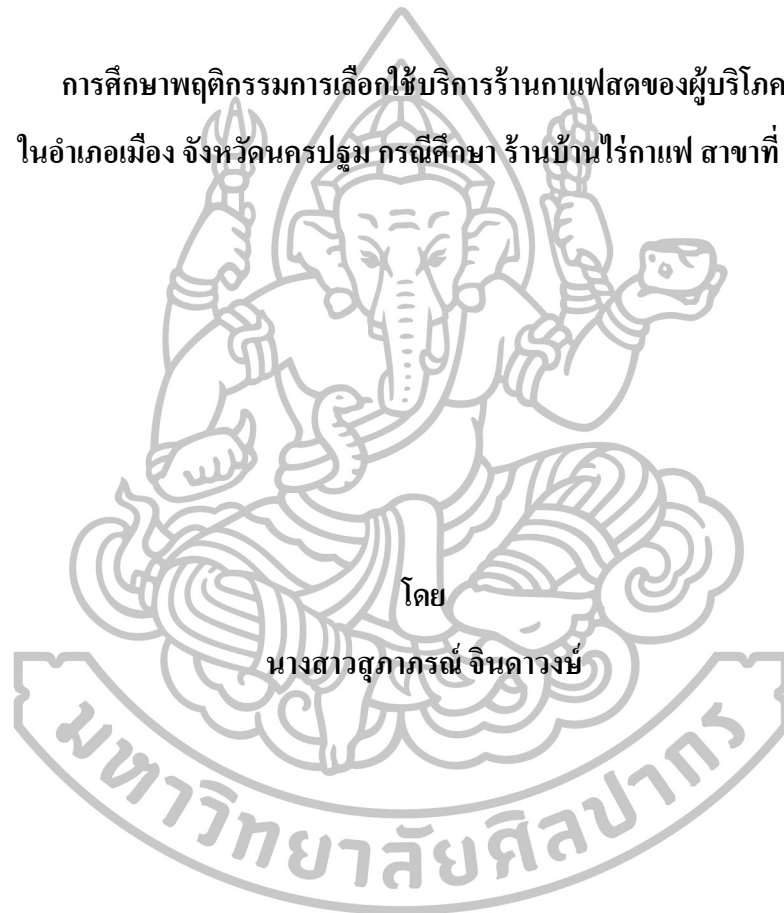 การศึกษาพฤติกรรมการเลือกใช้บริการร้านกาแฟสดของผู้บริโภค
ในอำเภอเมือง จังหวัดนครปฐม กรณีศึกษา ร้านบ้านไร่กาแฟ สาขาที่
โดย
นางสาวสุภาภรณ์ จินดาวงษ์
มหาวิทยาลัยศิลปากร